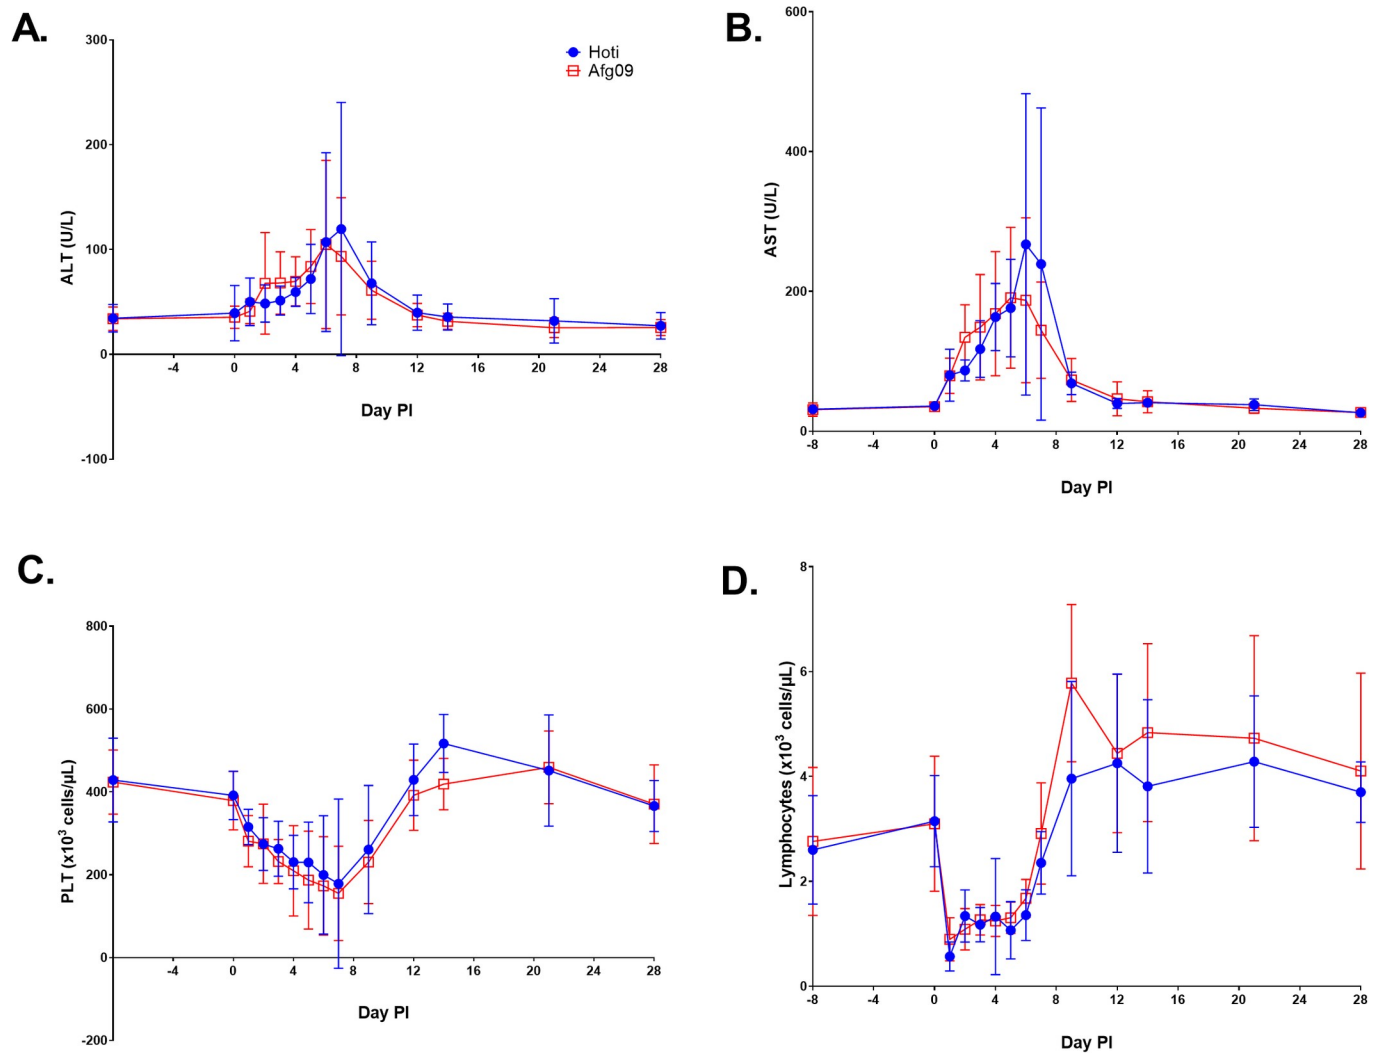 A.
300
200
100
0
-100
ALT (U/L)
-4 0 4 8 12 16 20 24 28
Day PI
Hoti
Afg09
B.
600
400
200
0
AST (U/L)
-8 -4 0 4 8 12 16 20 24 28
Day PI
C.
800
600
400
200
0
-200
PLT (x10³ cells/µL)
-4 0 4 8 12 16 20 24 28
Day PI
D.
8
6
4
2
0
Lymphocytes (x10³ cells/µL)
-8 -4 0 4 8 12 16 20 24 28
Day PI